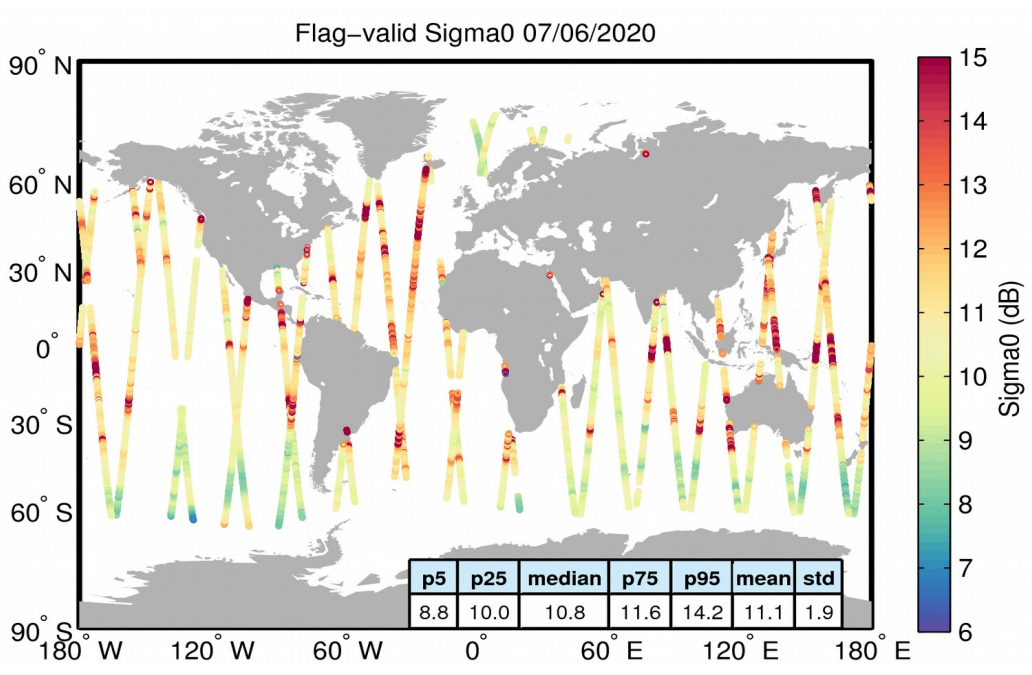 Flag−valid Sigma0 07/06/2020
90° N
60° N
30° N
0°
30° S
60° S
90° S
180° W
120° W
60° W
0°
60° E
120° E
180° E
p5 p25 median p75 p95 mean std
8.8 10.0 10.8 11.6 14.2 11.1 1.9
15
14
13
12
11
10
9
8
7
6
Sigma0 (dB)